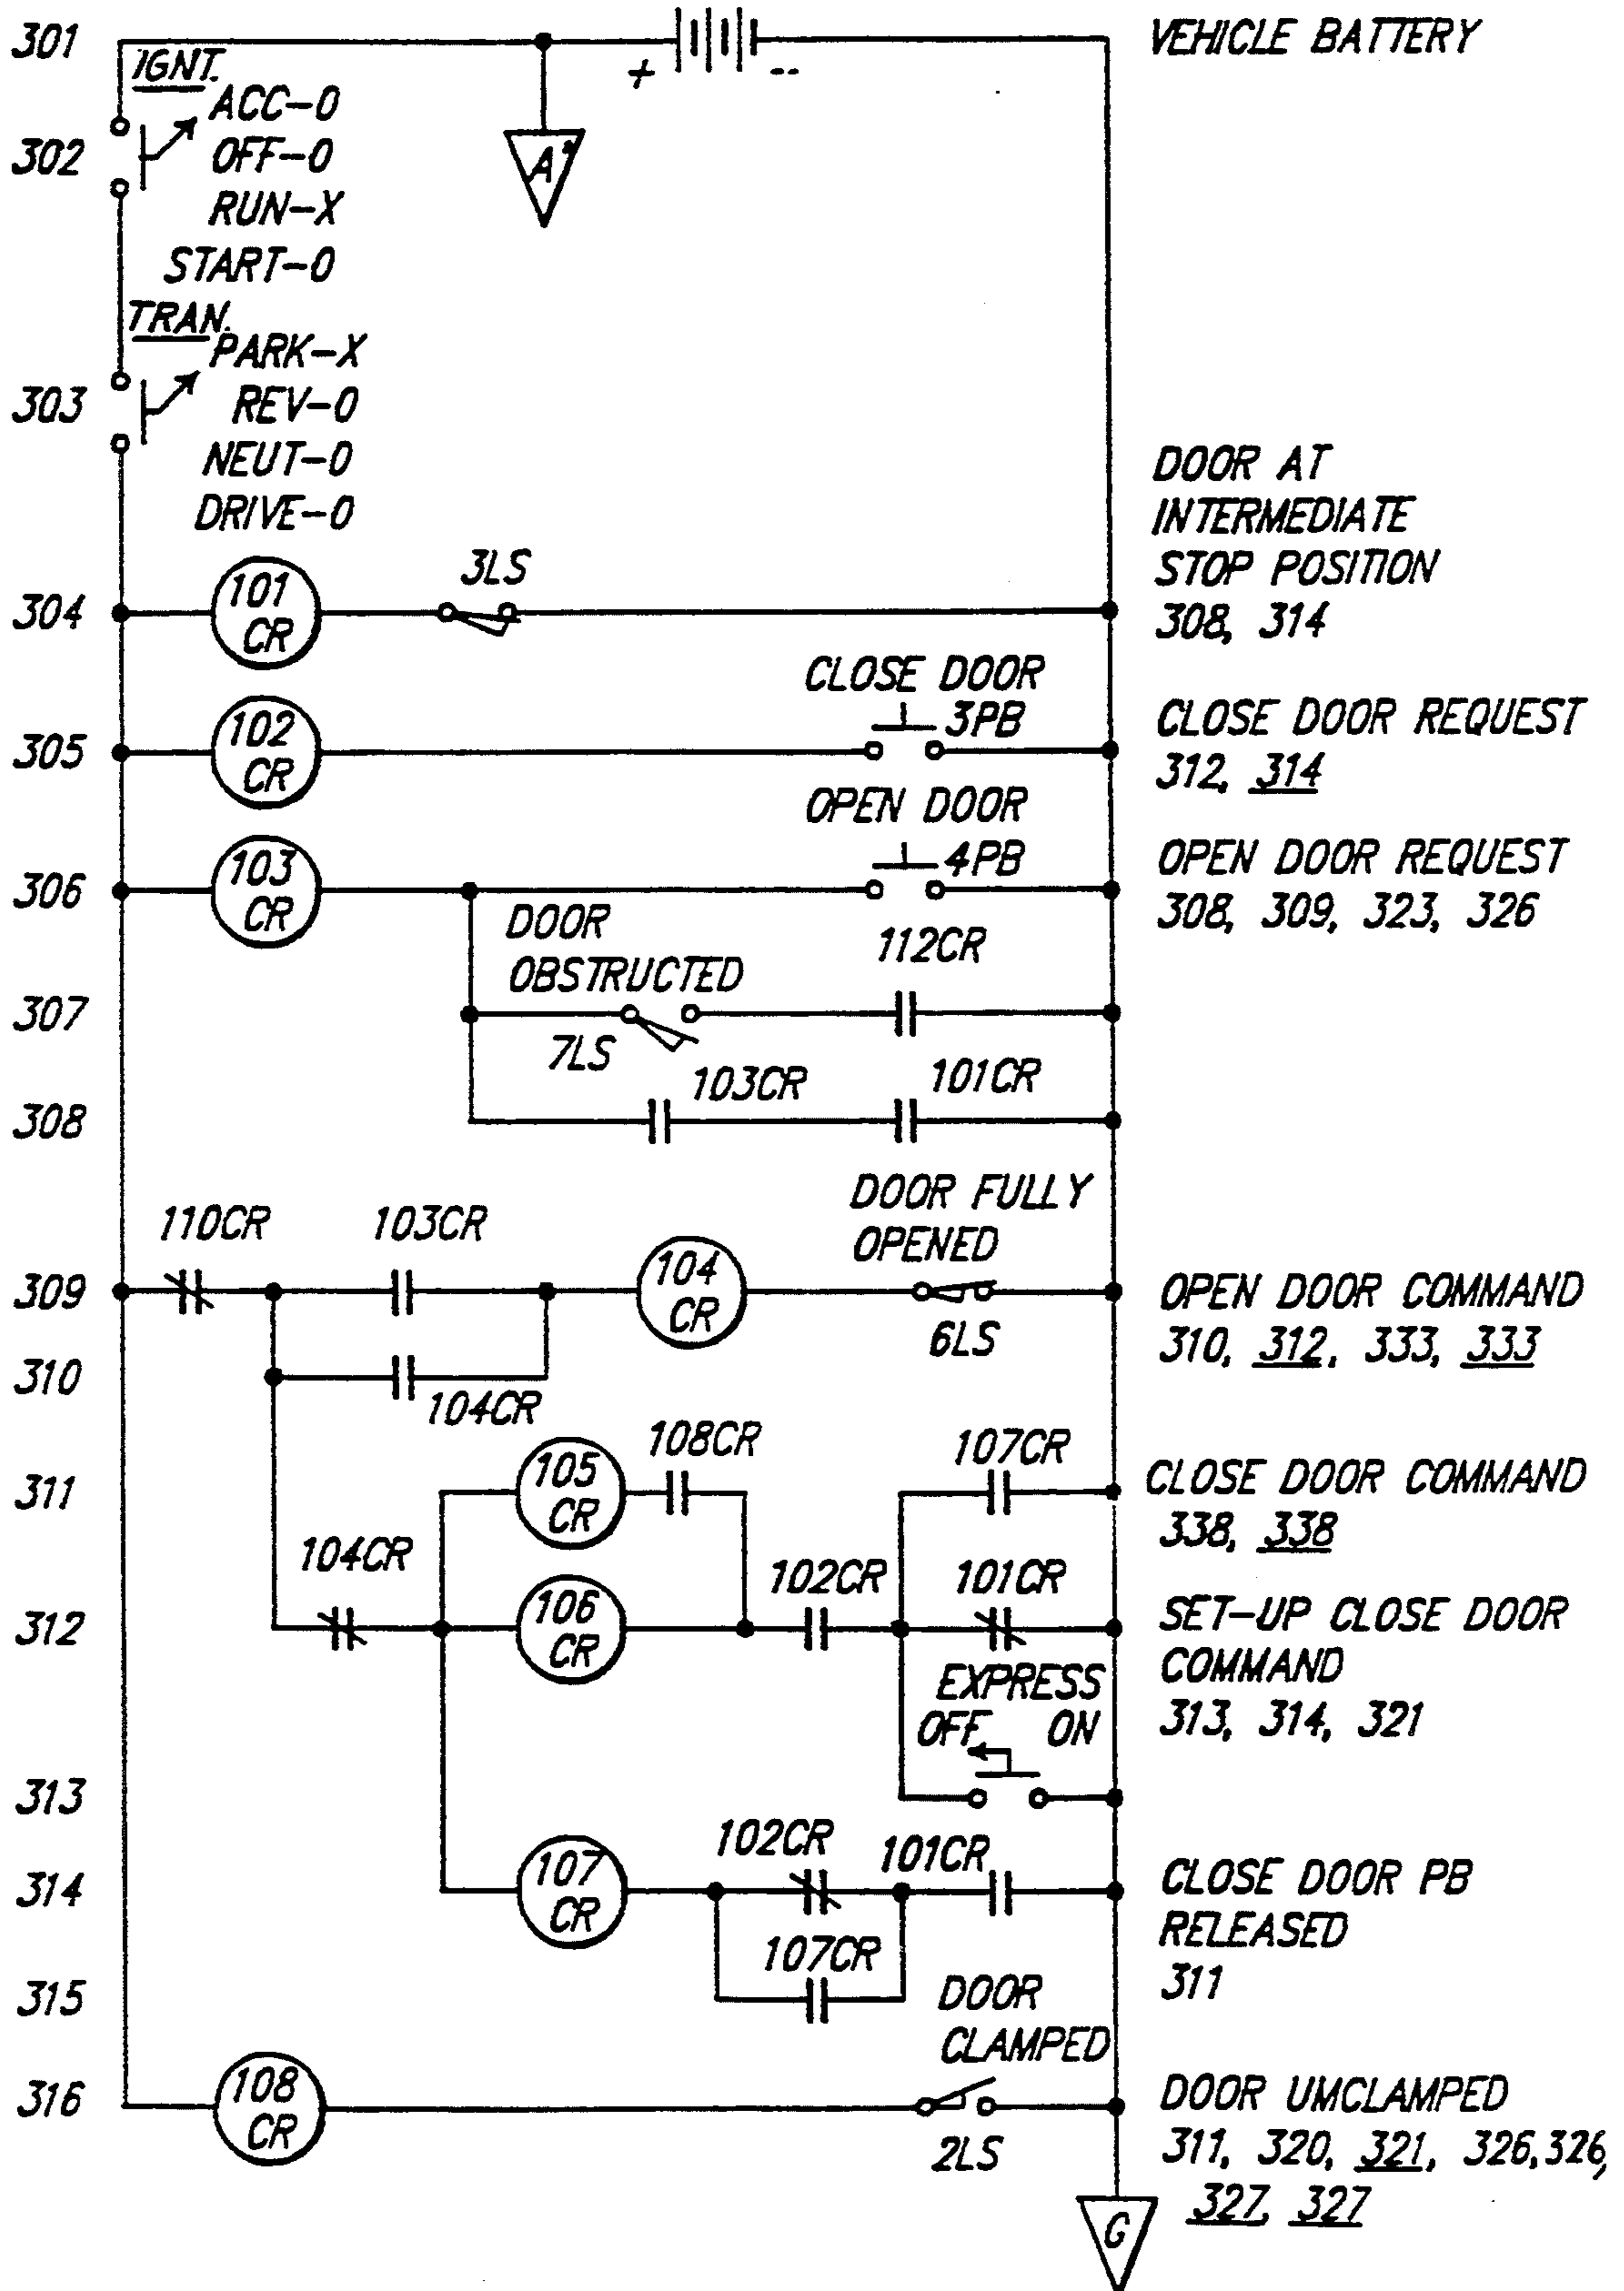 301
VEHICLE BATTERY
+ --
IGNT.
ACC-0
302
OFF-0
A'
RUN-X
START-0
TRAN.
PARK-X
303
REV-0
NEUT-0
DRIVE-0
DOOR AT
INTERMEDIATE
STOP POSITION
308, 314
304
101
CR
3LS
CLOSE DOOR
3PB
305
102
CR
CLOSE DOOR REQUEST
312, 314
OPEN DOOR
4PB
306
103
CR
OPEN DOOR REQUEST
308, 309, 323, 326
DOOR
OBSTRUCTED
112CR
307
7LS
103CR
101CR
308
DOOR FULLY
OPENED
110CR
103CR
309
104
CR
6LS
OPEN DOOR COMMAND
310, 312, 333, 333
310
104CR
108CR
107CR
311
105
CR
CLOSE DOOR COMMAND
338, 338
104CR
102CR
101CR
312
106
CR
SET-UP CLOSE DOOR
COMMAND
313, 314, 321
EXPRESS
OFF ON
313
102CR
101CR
314
107
CR
CLOSE DOOR PB
RELEASED
311
107CR
315
DOOR
CLAMPED
316
108
CR
2LS
DOOR UMCLAMPED
311, 320, 321, 326, 326,
327, 327
G